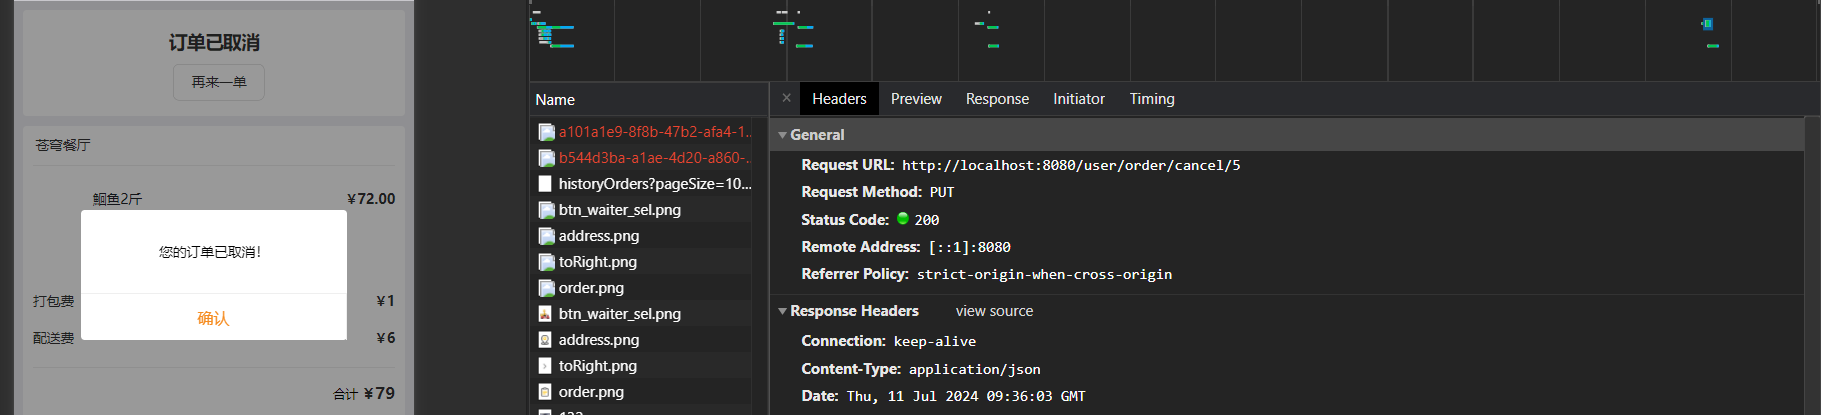 订单已取消
再来一单
苍穹餐厅
鮰鱼2斤 ¥72.00
您的订单已取消!
确认
打包费 ¥1
配送费 ¥6
合计 ¥79
Name
a101a1e9-8f8b-47b2-afa4-1...
b544d3ba-a1ae-4d20-a860-...
historyOrders?pageSize=10...
btn_waiter_sel.png
address.png
toRight.png
order.png
btn_waiter_sel.png
address.png
toRight.png
order.png
× Headers Preview Response Initiator Timing
General
Request URL: http://localhost:8080/user/order/cancel/5
Request Method: PUT
Status Code: 200
Remote Address: [::1]:8080
Referrer Policy: strict-origin-when-cross-origin
Response Headers view source
Connection: keep-alive
Content-Type: application/json
Date: Thu, 11 Jul 2024 09:36:03 GMT